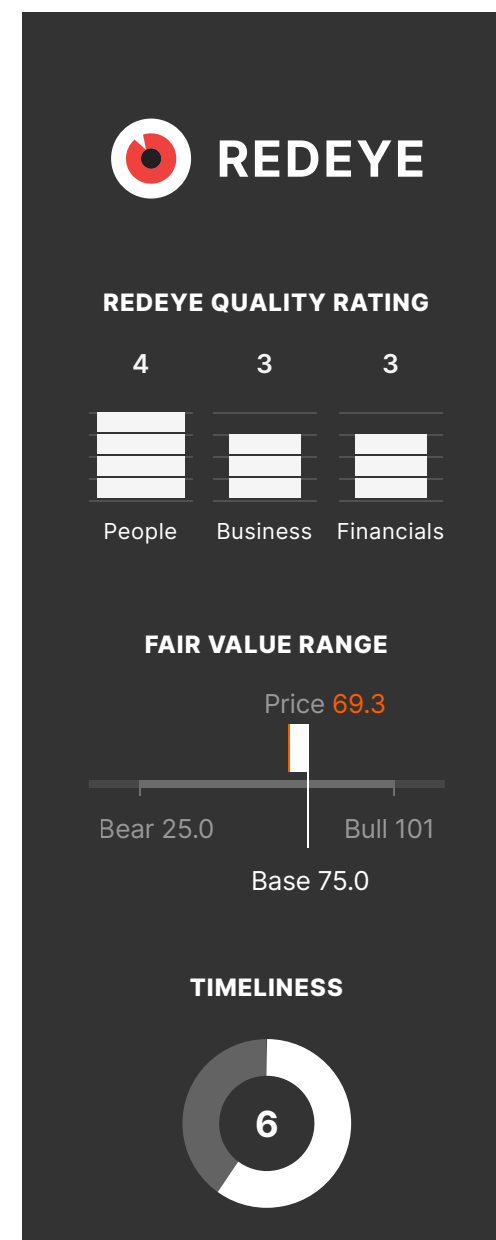 REDEYE
REDEYE QUALITY RATING
4 3 3
People Business Financials
FAIR VALUE RANGE
Price 69.3
Bear 25.0 Bull 101
Base 75.0
TIMELINESS
6